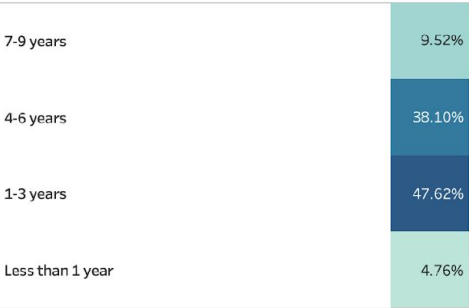 7-9 years 9.52%
4-6 years 38.10%
1-3 years 47.62%
Less than 1 year 4.76%